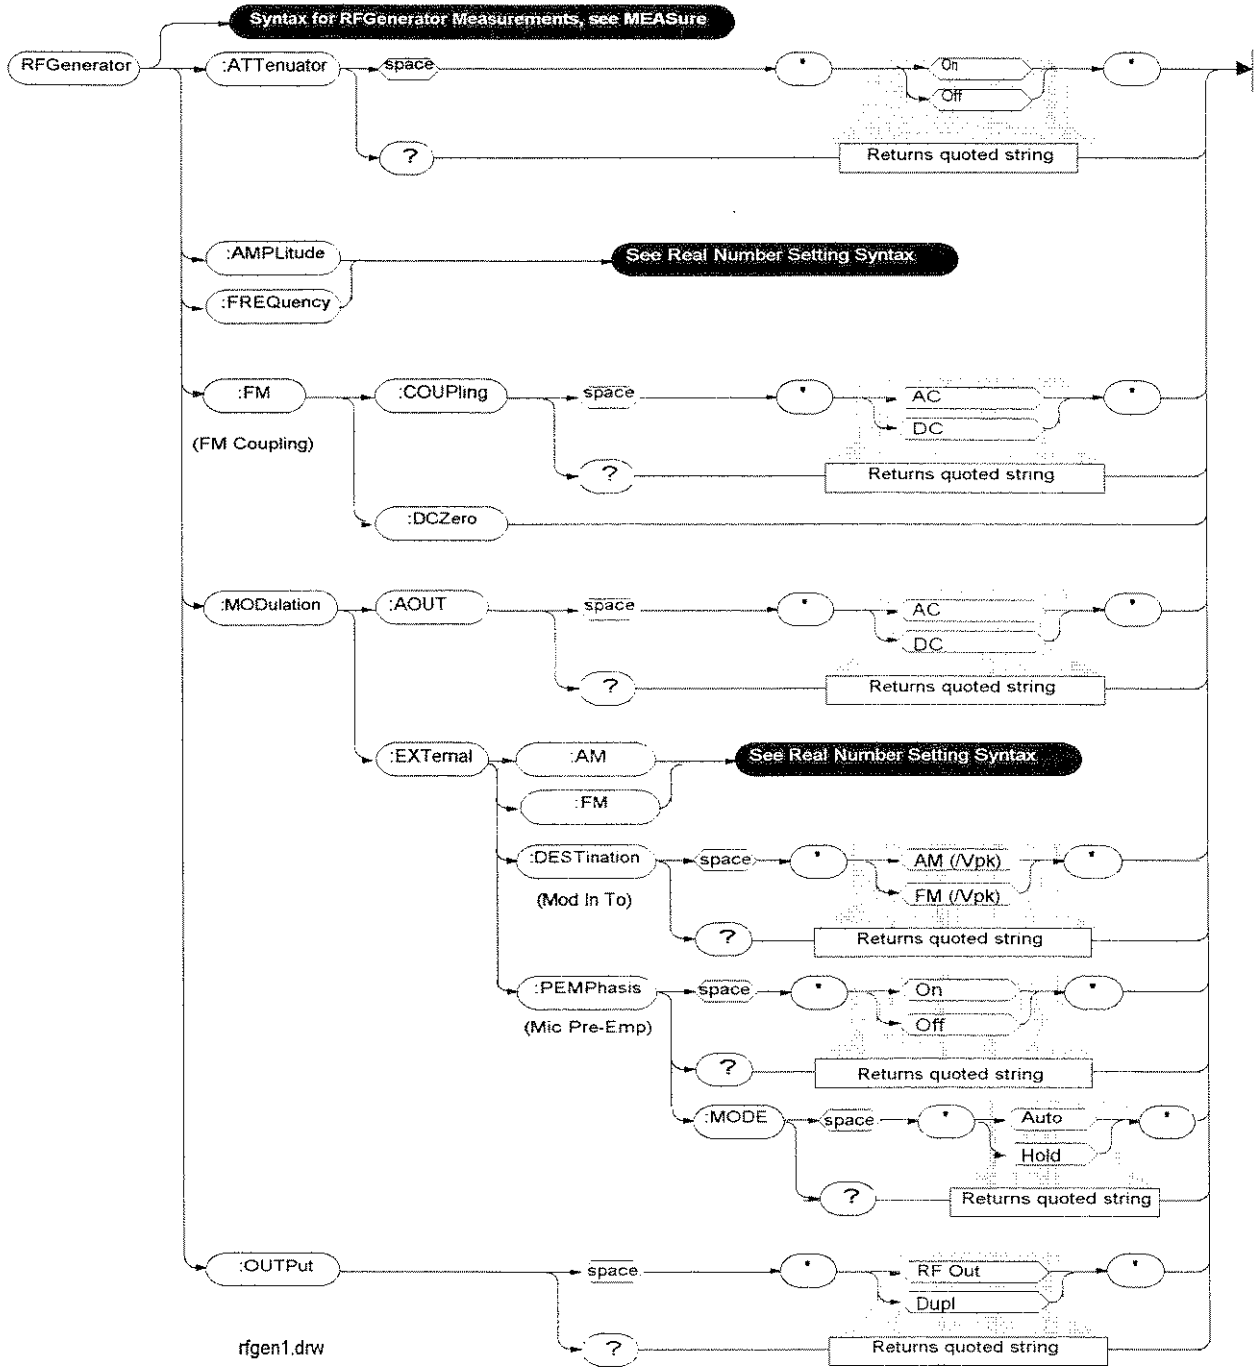 Syntax for RFGenerator Measurements, see MEASure
RFGenerator :ATTenuator space " On "
Off
? Returns quoted string
:AMPLitude See Real Number Setting Syntax
:FREQuency
:FM :COUPling space " AC "
DC
(FM Coupling)
? Returns quoted string
:DCZero
:MODulation :AOUT space " AC "
DC
? Returns quoted string
:EXTernal :AM See Real Number Setting Syntax
:FM
:DESTination space " AM (/Vpk) "
(Mod In To) FM (/Vpk)
? Returns quoted string
:PEMPhasis space " On "
(Mic Pre-Emp) Off
? Returns quoted string
:MODE space " Auto "
Hold
? Returns quoted string
:OUTPut space " RF Out "
Dupl
rfgen1.drw ? Returns quoted string